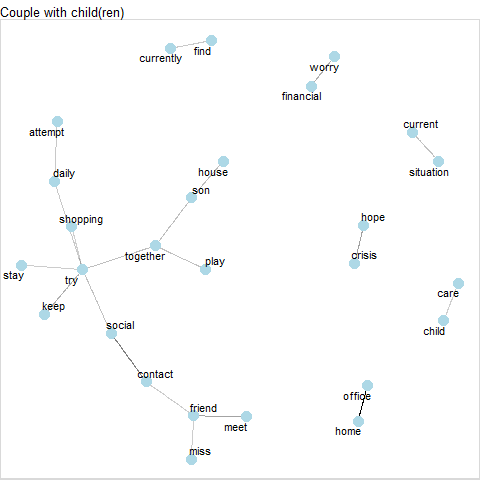 Couple with child(ren)
find
currently
worry
financial
current
attempt
situation
house
daily
son
shopping
hope
together
crisis
play
stay
try
care
keep
social
child
contact
office
friend
meet
home
miss